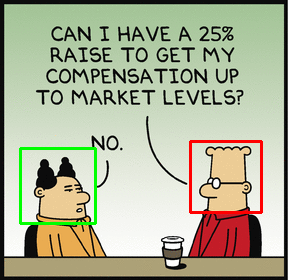 CAN I HAVE A 25%
RAISE TO GET MY
COMPENSATION UP
TO MARKET LEVELS?
NO.